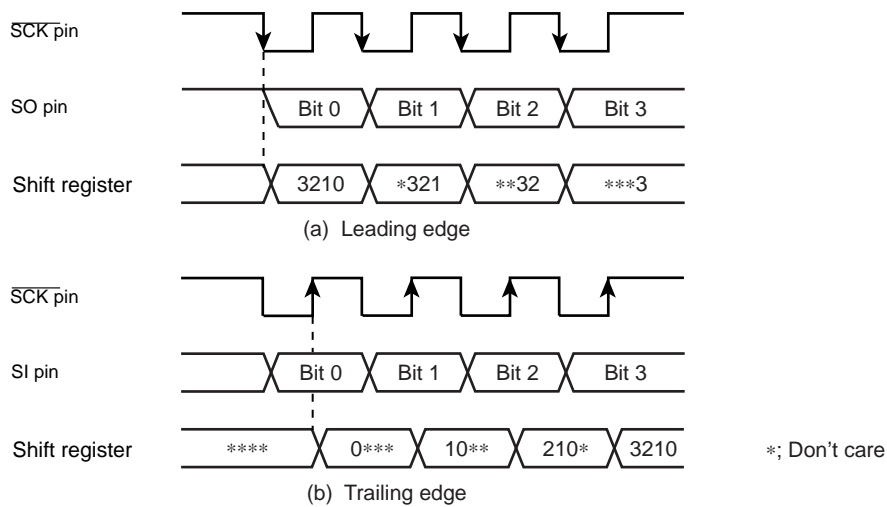 SCK pin
SO pin
Bit 0 Bit 1 Bit 2 Bit 3
Shift register
3210 *321 **32 ***3
(a) Leading edge
SCK pin
SI pin
Bit 0 Bit 1 Bit 2 Bit 3
Shift register
**** 0*** 10** 210* 3210
*; Don't care
(b) Trailing edge